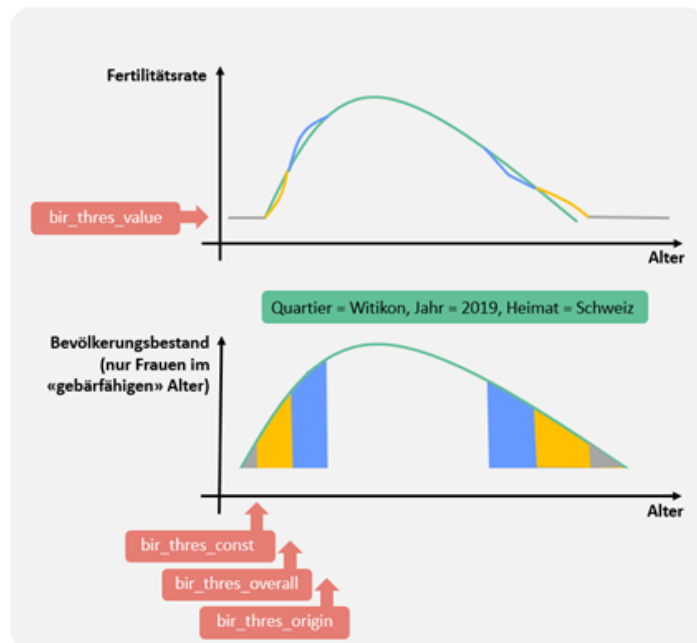 Fertilitätsrate
bir_thres_value
Alter
Quartier = Witikon, Jahr = 2019, Heimat = Schweiz
Bevölkerungsbestand
(nur Frauen im
«gebärfähigen» Alter)
Alter
bir_thres_const
bir_thres_overall
bir_thres_origin